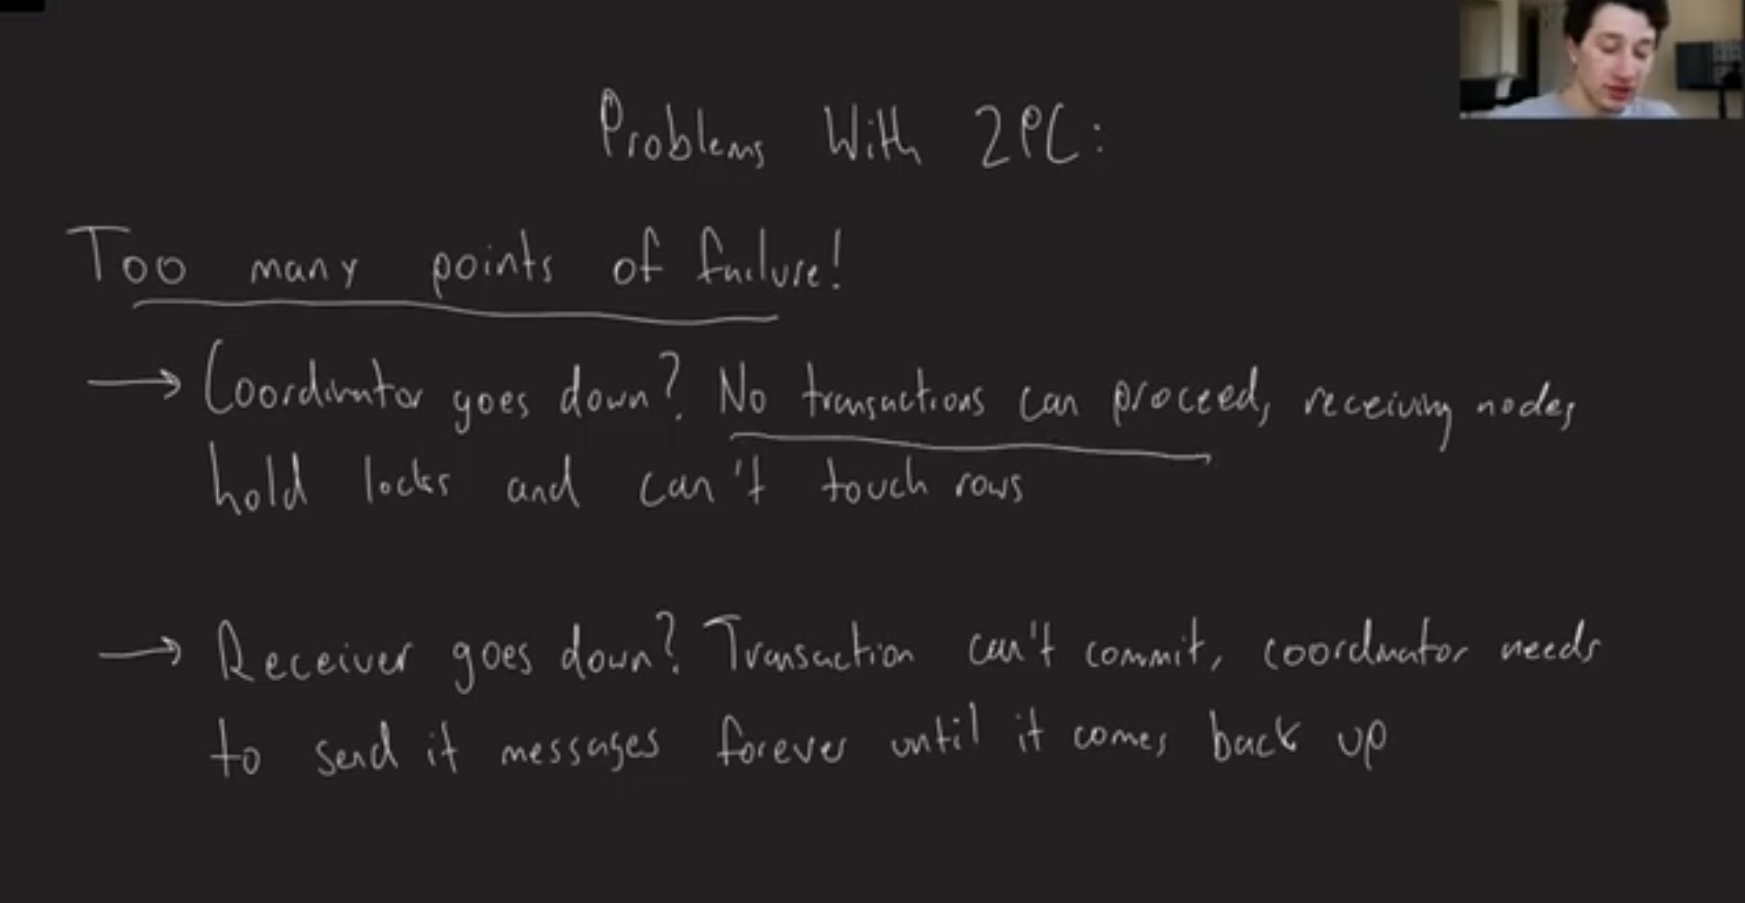 Problems With 2PC:
Too many points of failure!
→ Coordinator goes down? No transactions can proceed, receiving nodes
hold locks and can't touch rows
→ Receiver goes down? Transaction can't commit, coordinator needs
to send it messages forever until it comes back up